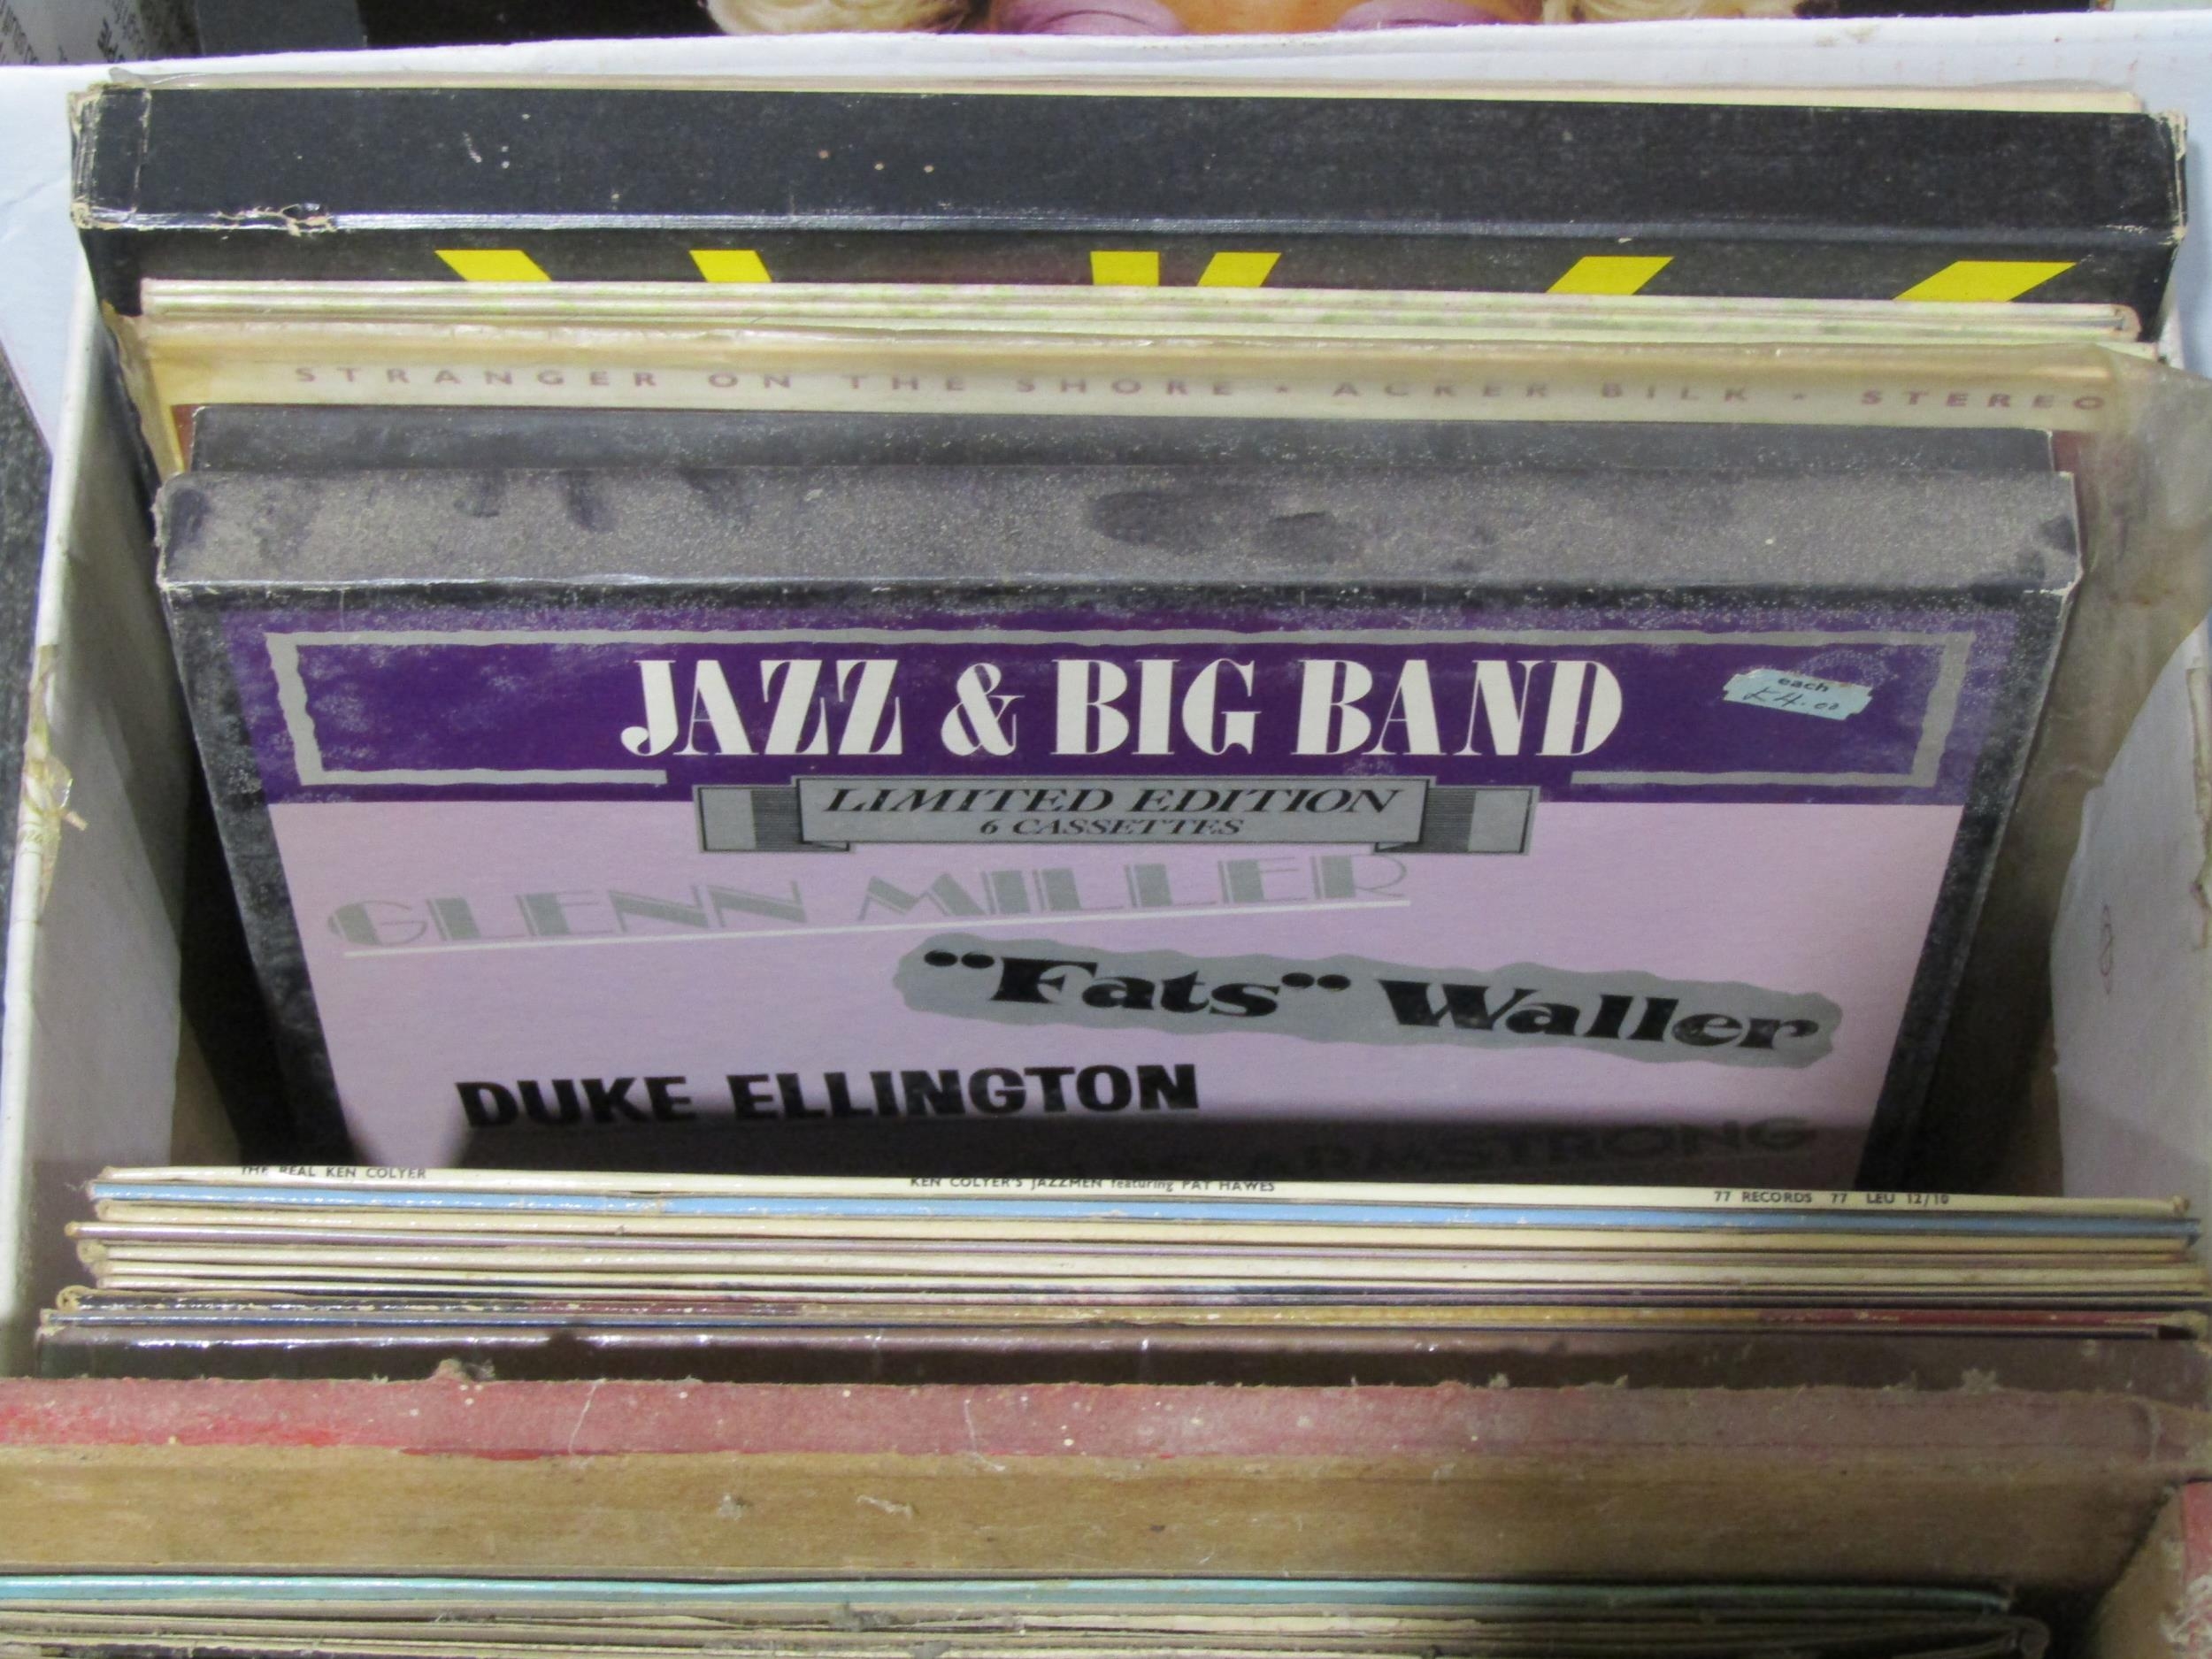 STRANGER ON THE SHORE · ACKER BILK · STEREO
JAZZ & BIG BAND
each
£4.00
LIMITED EDITION
6 CASSETTES
GLENN MILLER
"Fats" Waller
DUKE ELLINGTON
ARMSTRONG
THE REAL KEN COLYER
KEN COLYER'S JAZZMEN featuring PAT HAWES
77 RECORDS 77 LEU 12/10